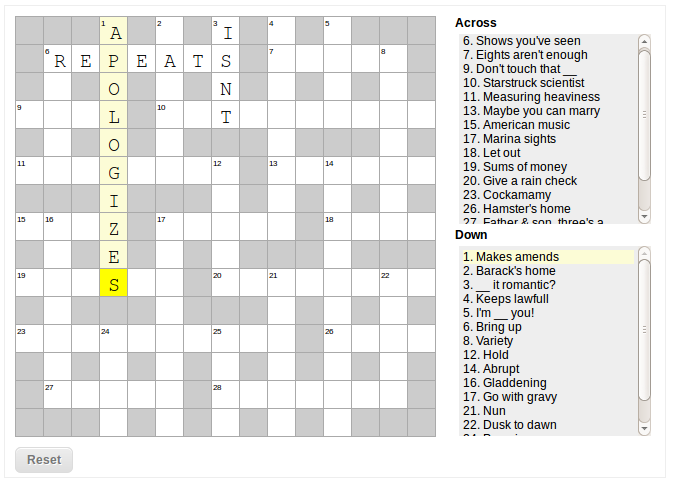 1 2 3 4 5
A I
6 7 8
R E P E A T S
O N
9 10
L T
O
11 12 13 14
G
I
15 16 17 18
Z
E
19 20 21 22
S
23 24 25 26
27 28
Reset
Across
6. Shows you've seen
7. Eights aren't enough
9. Don't touch that __
10. Starstruck scientist
11. Measuring heaviness
13. Maybe you can marry
15. American music
17. Marina sights
18. Let out
19. Sums of money
20. Give a rain check
23. Cockamamy
26. Hamster's home
27. Father & son, three's a
Down
1. Makes amends
2. Barack's home
3. __ it romantic?
4. Keeps lawfull
5. I'm __ you!
6. Bring up
8. Variety
12. Hold
14. Abrupt
16. Gladdening
17. Go with gravy
21. Nun
22. Dusk to dawn